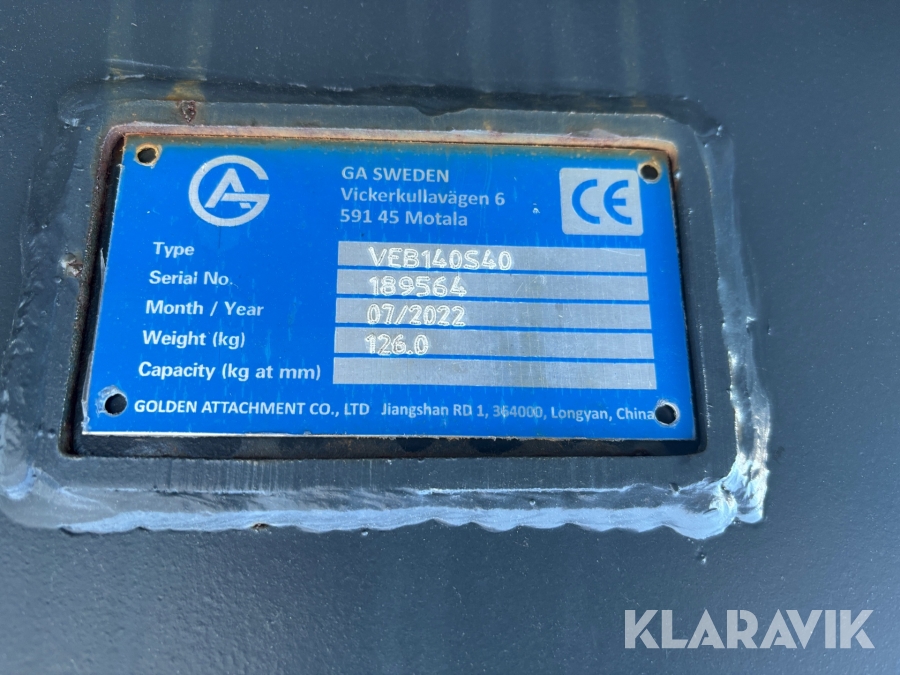 AG
GA SWEDEN
Vickerkullavägen 6
591 45 Motala
CE
Type VEB140S40
Serial No. 189564
Month / Year 07/2022
Weight (kg) 126.0
Capacity (kg at mm)
GOLDEN ATTACHMENT CO., LTD Jiangshan RD 1, 364000, Longyan, China
KLARAVIK